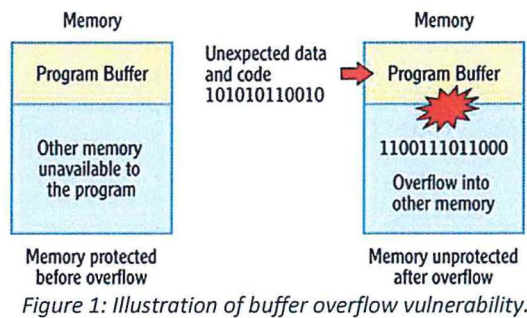 Memory
Program Buffer
Other memory
unavailable to
the program
Memory protected
before overflow
Unexpected data
and code
101010110010
Memory
Program Buffer
1100111011000
Overflow into
other memory
Memory unprotected
after overflow
Figure 1: Illustration of buffer overflow vulnerability.